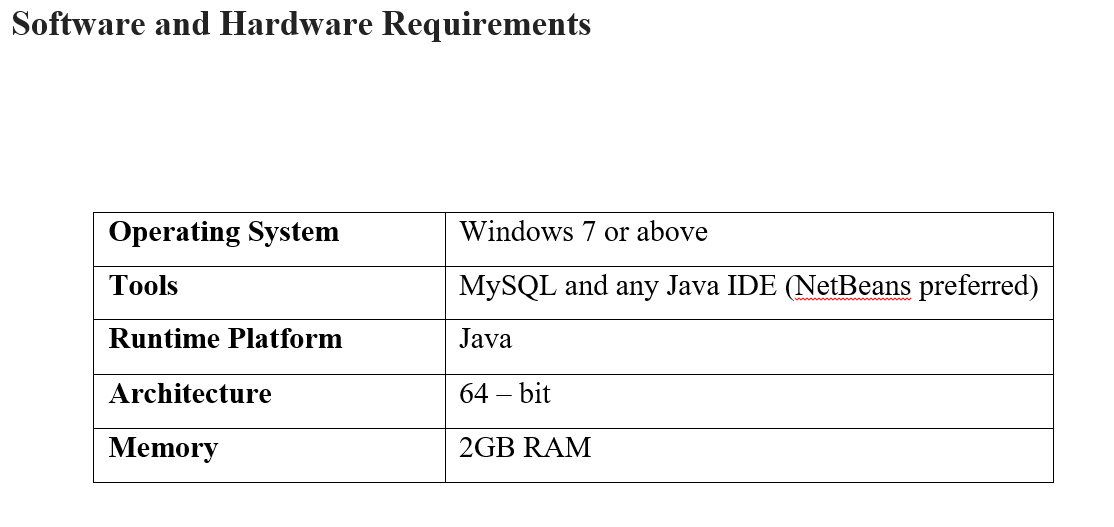 Software and Hardware Requirements
Operating System Windows 7 or above
Tools MySQL and any Java IDE (NetBeans preferred)
Runtime Platform Java
Architecture 64 – bit
Memory 2GB RAM